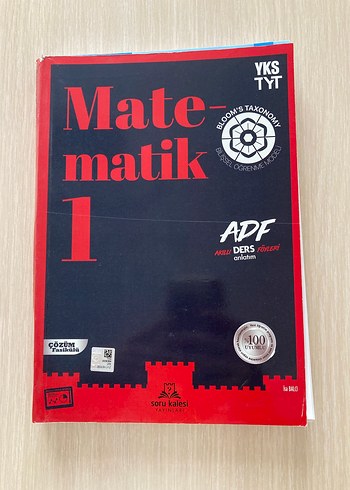 YKS
TYT
Mate-
matik
1
BLOOM'S TAXONOMY
BİLİŞSEL ÖĞRENME MODELİ
ADF
AKILLI DERS FÖYLERİ
anlatım
ÇÖZÜM
Fasikülü
%100
UYUMLU
soru kalesi
YAYINLARI